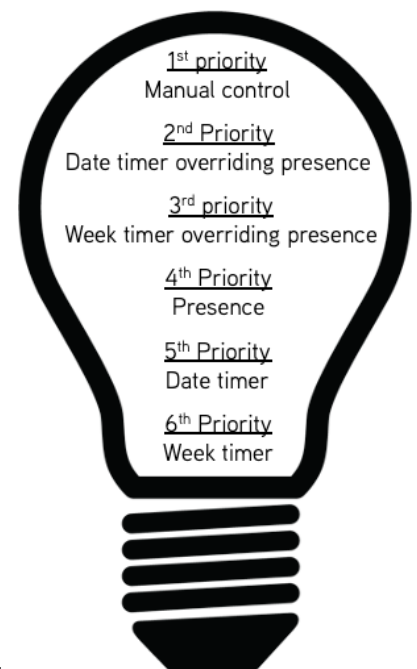 1st priority
Manual control
2nd Priority
Date timer overriding presence
3rd priority
Week timer overriding presence
4th Priority
Presence
5th Priority
Date timer
6th Priority
Week timer